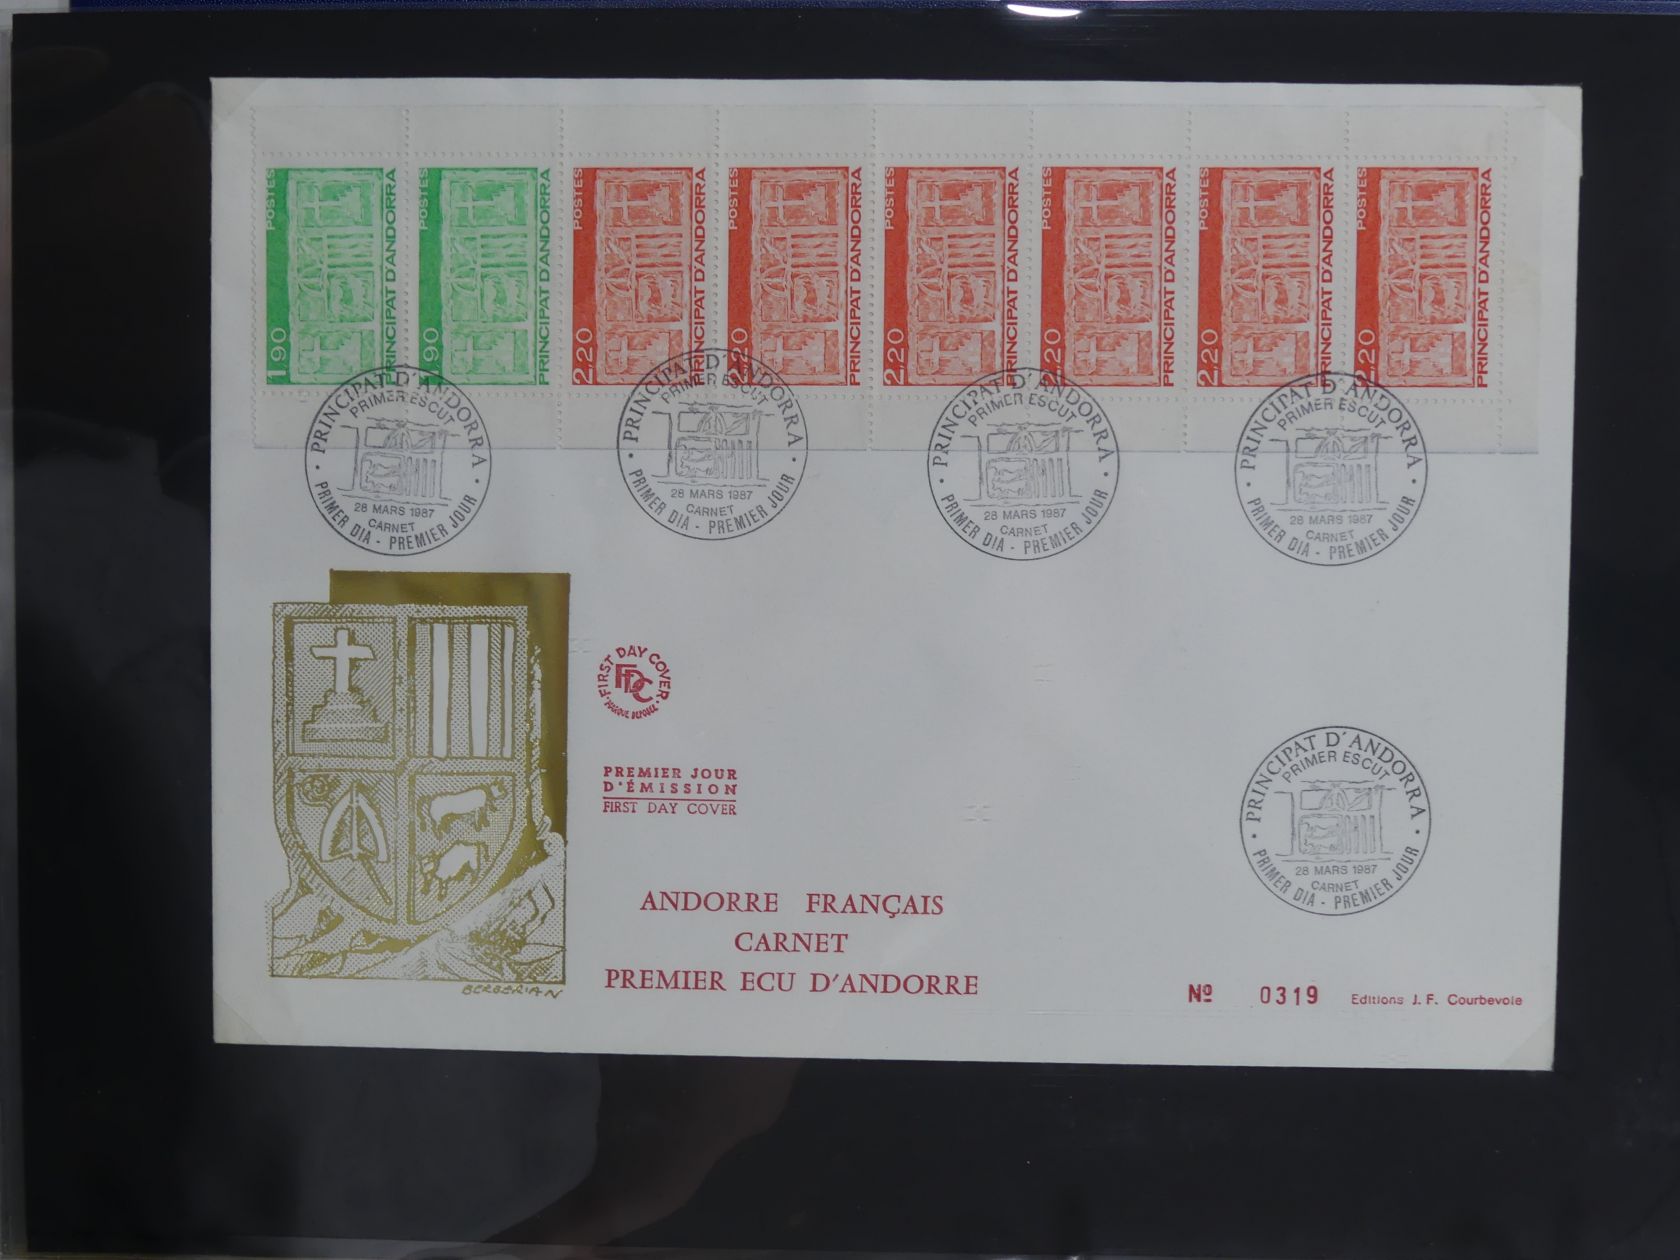 POSTES
1.90
PRINCIPAT D'ANDORRA
POSTES
1.90
PRINCIPAT D'ANDORRA
POSTES
2,20
PRINCIPAT D'ANDORRA
POSTES
2,20
PRINCIPAT D'ANDORRA
POSTES
2,20
PRINCIPAT D'ANDORRA
POSTES
2,20
PRINCIPAT D'ANDORRA
POSTES
2,20
PRINCIPAT D'ANDORRA
POSTES
2,20
PRINCIPAT D'ANDORRA
PRINCIPAT D'ANDORRA
PRIMER ESCUT
28 MARS 1987
CARNET
PRIMER DIA - PREMIER JOUR
PRINCIPAT D'ANDORRA
PRIMER ESCUT
28 MARS 1987
CARNET
PRIMER DIA - PREMIER JOUR
PRINCIPAT D'ANDORRA
PRIMER ESCUT
28 MARS 1987
CARNET
PRIMER DIA - PREMIER JOUR
PRINCIPAT D'ANDORRA
PRIMER ESCUT
28 MARS 1987
CARNET
PRIMER DIA - PREMIER JOUR
FIRST DAY COVER
FDC
MARQUE DEPOSEE
PREMIER JOUR
D'ÉMISSION
FIRST DAY COVER
PRINCIPAT D'ANDORRA
PRIMER ESCUT
28 MARS 1987
CARNET
PRIMER DIA - PREMIER JOUR
ANDORRE FRANÇAIS
CARNET
PREMIER ECU D'ANDORRE
BERBERIAN
Nº 0319 Editions J. F. Courbevoie